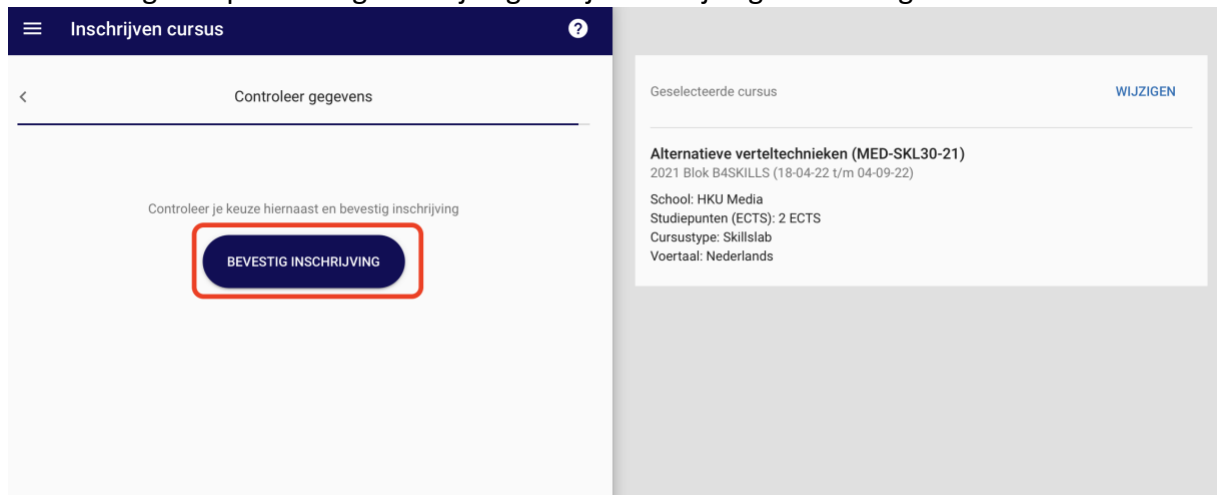 Inschrijven cursus
?
Controleer gegevens
Controleer je keuze hiernaast en bevestig inschrijving
BEVESTIG INSCHRIJVING
Geselecteerde cursus
WIJZIGEN
Alternatieve verteltechnieken (MED-SKL30-21)
2021 Blok B4SKILLS (18-04-22 t/m 04-09-22)
School: HKU Media
Studiepunten (ECTS): 2 ECTS
Cursustype: Skillslab
Voertaal: Nederlands